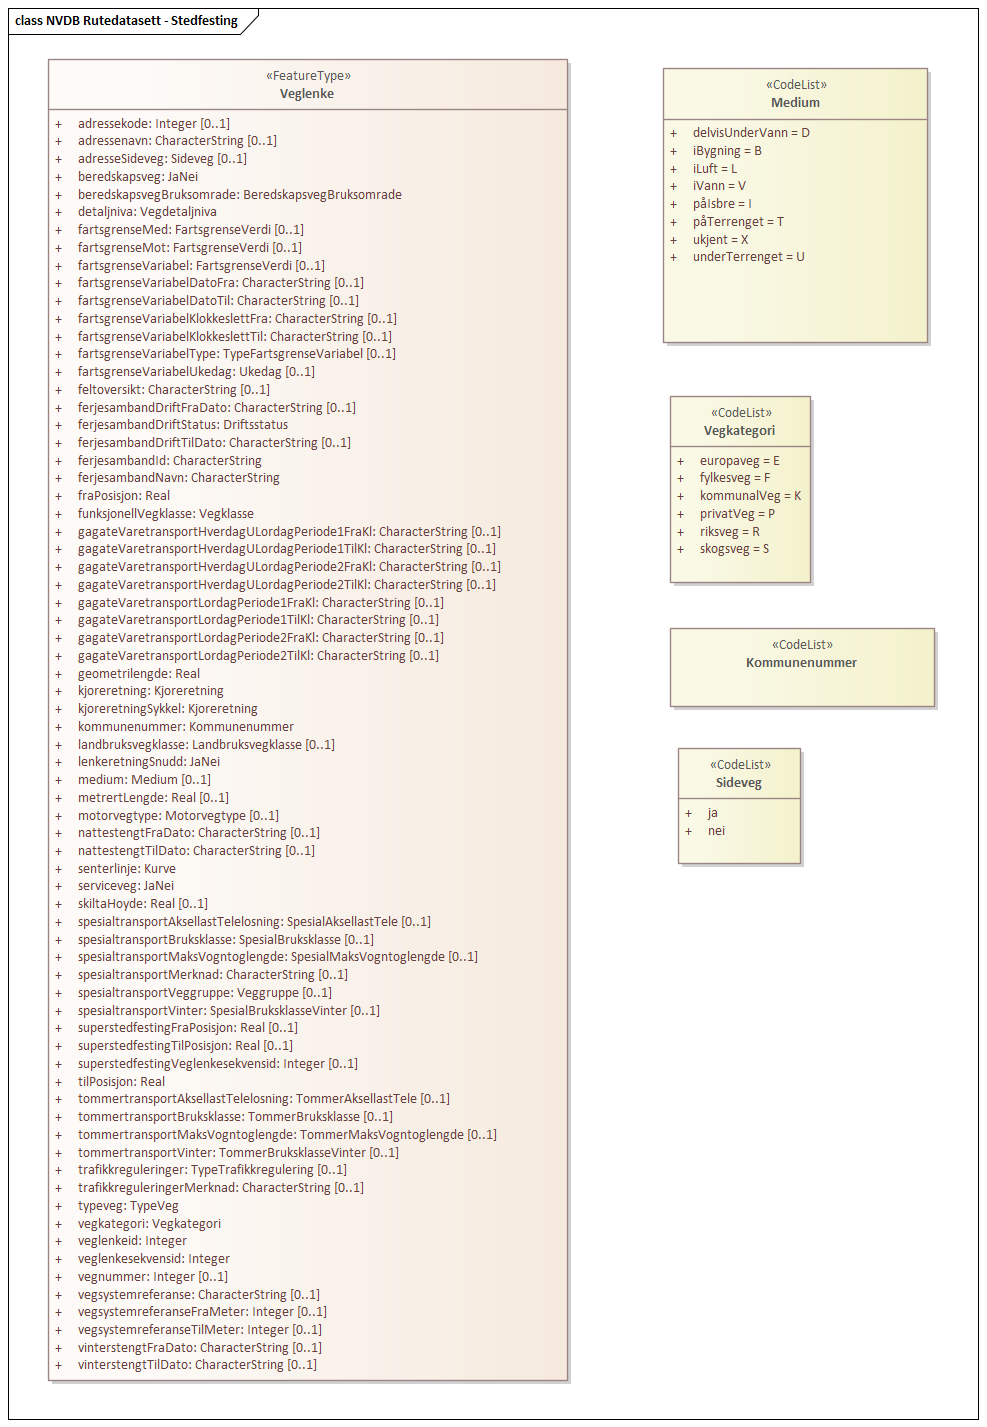 class NVDB Rutedatasett - Stedfesting
«FeatureType»
Veglenke
+ adressekode: Integer [0..1]
+ adressenavn: CharacterString [0..1]
+ adresseSideveg: Sideveg [0..1]
+ beredskapsveg: JaNei
+ beredskapsvegBruksomrade: BeredskapsvegBruksomrade
+ detaljniva: Vegdetaljniva
+ fartsgrenseMed: FartsgrenseVerdi [0..1]
+ fartsgrenseMot: FartsgrenseVerdi [0..1]
+ fartsgrenseVariabel: FartsgrenseVerdi [0..1]
+ fartsgrenseVariabelDatoFra: CharacterString [0..1]
+ fartsgrenseVariabelDatoTil: CharacterString [0..1]
+ fartsgrenseVariabelKlokkeslettFra: CharacterString [0..1]
+ fartsgrenseVariabelKlokkeslettTil: CharacterString [0..1]
+ fartsgrenseVariabelType: TypeFartsgrenseVariabel [0..1]
+ fartsgrenseVariabelUkedag: Ukedag [0..1]
+ feltoversikt: CharacterString [0..1]
+ ferjesambandDriftFraDato: CharacterString [0..1]
+ ferjesambandDriftStatus: Driftsstatus
+ ferjesambandDriftTilDato: CharacterString [0..1]
+ ferjesambandId: CharacterString
+ ferjesambandNavn: CharacterString
+ fraPosisjon: Real
+ funksjonellVegklasse: Vegklasse
+ gagateVaretransportHverdagULordagPeriode1FraKl: CharacterString [0..1]
+ gagateVaretransportHverdagULordagPeriode1TilKl: CharacterString [0..1]
+ gagateVaretransportHverdagULordagPeriode2FraKl: CharacterString [0..1]
+ gagateVaretransportHverdagULordagPeriode2TilKl: CharacterString [0..1]
+ gagateVaretransportLordagPeriode1FraKl: CharacterString [0..1]
+ gagateVaretransportLordagPeriode1TilKl: CharacterString [0..1]
+ gagateVaretransportLordagPeriode2FraKl: CharacterString [0..1]
+ gagateVaretransportLordagPeriode2TilKl: CharacterString [0..1]
+ geometrilengde: Real
+ kjoreretning: Kjoreretning
+ kjoreretningSykkel: Kjoreretning
+ kommunenummer: Kommunenummer
+ landbruksvegklasse: Landbruksvegklasse [0..1]
+ lenkeretningSnudd: JaNei
+ medium: Medium [0..1]
+ metrertLengde: Real [0..1]
+ motorvegtype: Motorvegtype [0..1]
+ nattestengtFraDato: CharacterString [0..1]
+ nattestengtTilDato: CharacterString [0..1]
+ senterlinje: Kurve
+ serviceveg: JaNei
+ skiltaHoyde: Real [0..1]
+ spesialtransportAksellastTelelosning: SpesialAksellastTele [0..1]
+ spesialtransportBruksklasse: SpesialBruksklasse [0..1]
+ spesialtransportMaksVogntoglengde: SpesialMaksVogntoglengde [0..1]
+ spesialtransportMerknad: CharacterString [0..1]
+ spesialtransportVeggruppe: Veggruppe [0..1]
+ spesialtransportVinter: SpesialBruksklasseVinter [0..1]
+ superstedfestingFraPosisjon: Real [0..1]
+ superstedfestingTilPosisjon: Real [0..1]
+ superstedfestingVeglenkesekvensid: Integer [0..1]
+ tilPosisjon: Real
+ tommertransportAksellastTelelosning: TommerAksellastTele [0..1]
+ tommertransportBruksklasse: TommerBruksklasse [0..1]
+ tommertransportMaksVogntoglengde: TommerMaksVogntoglengde [0..1]
+ tommertransportVinter: TommerBruksklasseVinter [0..1]
+ trafikkreguleringer: TypeTrafikkregulering [0..1]
+ trafikkreguleringerMerknad: CharacterString [0..1]
+ typeveg: TypeVeg
+ vegkategori: Vegkategori
+ veglenkeid: Integer
+ veglenkesekvensid: Integer
+ vegnummer: Integer [0..1]
+ vegsystemreferanse: CharacterString [0..1]
+ vegsystemreferanseFraMeter: Integer [0..1]
+ vegsystemreferanseTilMeter: Integer [0..1]
+ vinterstengtFraDato: CharacterString [0..1]
+ vinterstengtTilDato: CharacterString [0..1]
«CodeList»
Medium
+ delvisUnderVann = D
+ iBygning = B
+ iLuft = L
+ iVann = V
+ påIsbre = I
+ påTerrenget = T
+ ukjent = X
+ underTerrenget = U
«CodeList»
Vegkategori
+ europaveg = E
+ fylkesveg = F
+ kommunalVeg = K
+ privatVeg = P
+ riksveg = R
+ skogsveg = S
«CodeList»
Kommunenummer
«CodeList»
Sideveg
+ ja
+ nei